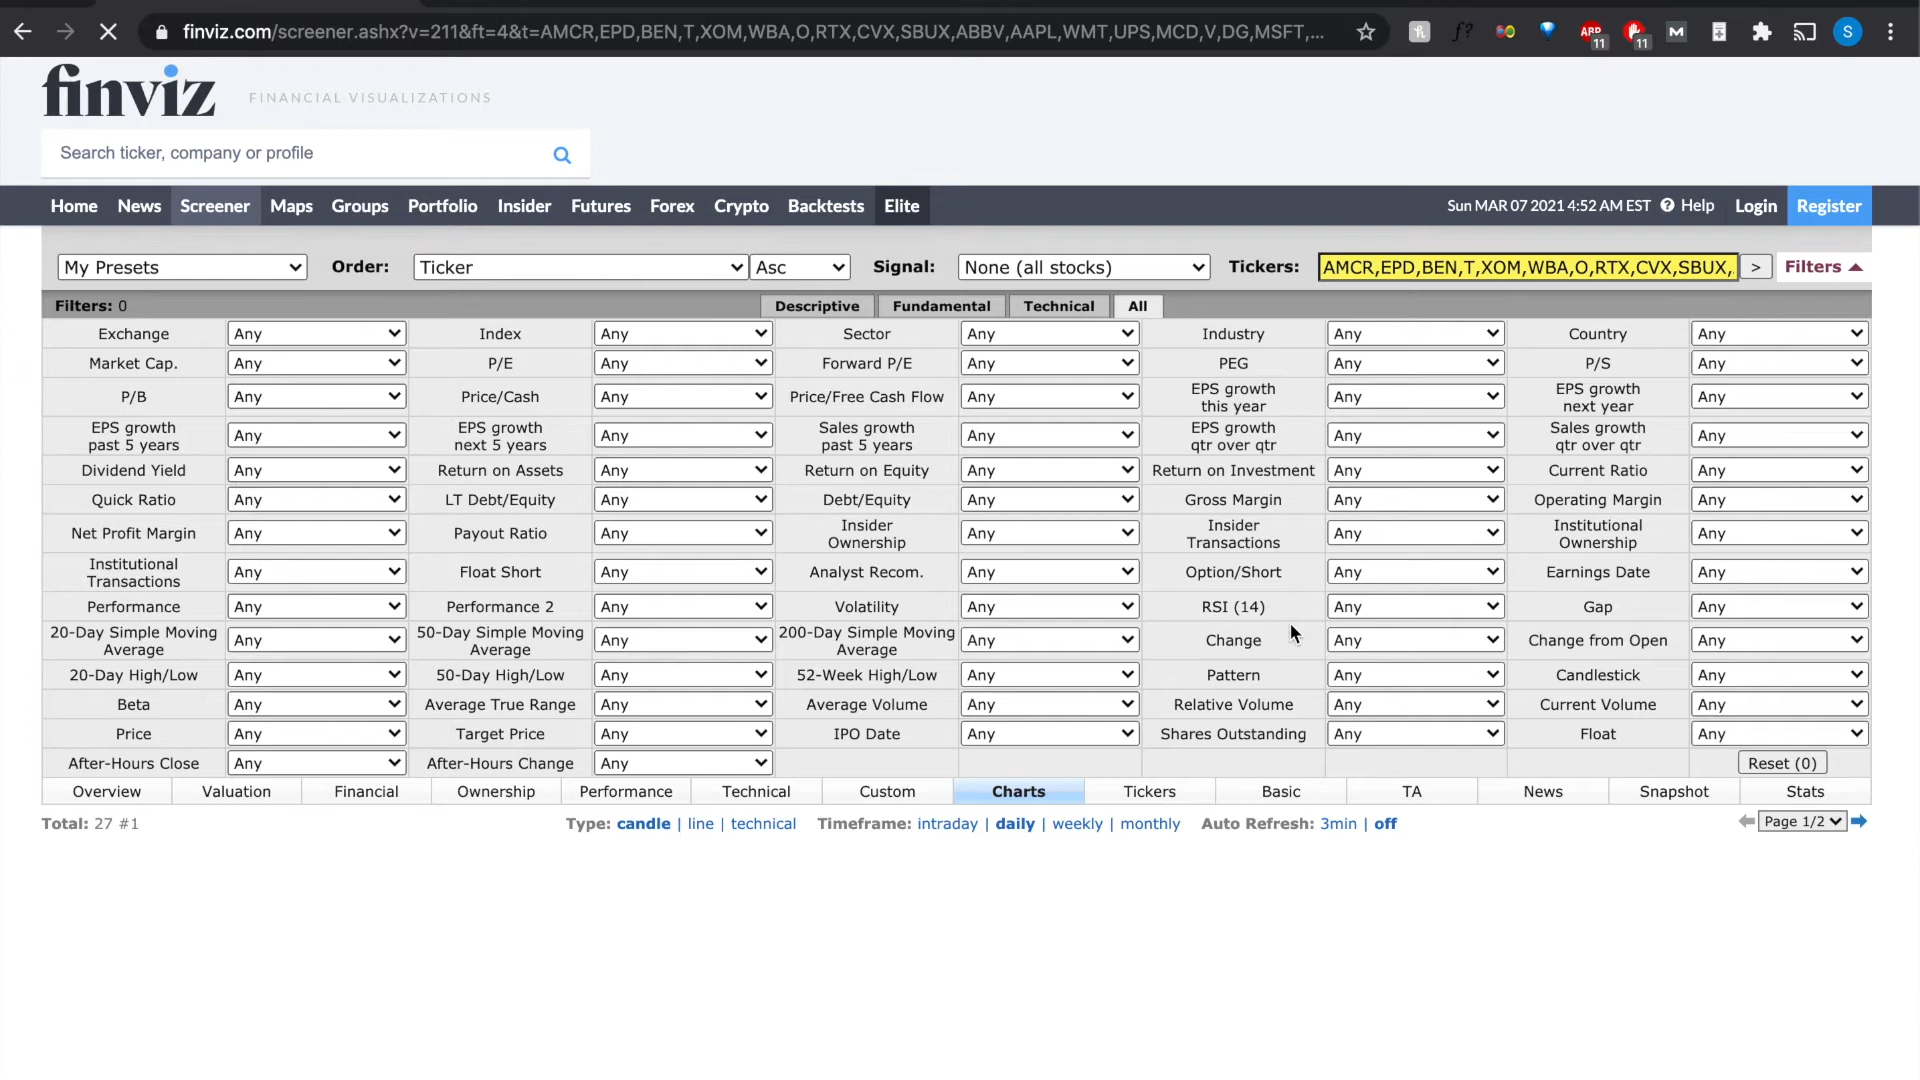 finviz.com/screener.ashx?v=211&ft=4&t=AMCR,EPD,BEN,T,XOM,WBA,O,RTX,CVX,SBUX,ABBV,AAPL,WMT,UPS,MCD,V,DG,MSFT,...
ABP 11 11 M S
finviz FINANCIAL VISUALIZATIONS
Search ticker, company or profile
Home News Screener Maps Groups Portfolio Insider Futures Forex Crypto Backtests Elite Sun MAR 07 2021 4:52 AM EST Help Login Register
My Presets Order: Ticker Asc Signal: None (all stocks) Tickers: AMCR,EPD,BEN,T,XOM,WBA,O,RTX,CVX,SBUX, > Filters
Filters: 0 Descriptive Fundamental Technical All
Exchange Any Index Any Sector Any Industry Any Country Any
Market Cap. Any P/E Any Forward P/E Any PEG Any P/S Any
P/B Any Price/Cash Any Price/Free Cash Flow Any EPS growth this year Any EPS growth next year Any
EPS growth past 5 years Any EPS growth next 5 years Any Sales growth past 5 years Any EPS growth qtr over qtr Any Sales growth qtr over qtr Any
Dividend Yield Any Return on Assets Any Return on Equity Any Return on Investment Any Current Ratio Any
Quick Ratio Any LT Debt/Equity Any Debt/Equity Any Gross Margin Any Operating Margin Any
Net Profit Margin Any Payout Ratio Any Insider Ownership Any Insider Transactions Any Institutional Ownership Any
Institutional Transactions Any Float Short Any Analyst Recom. Any Option/Short Any Earnings Date Any
Performance Any Performance 2 Any Volatility Any RSI (14) Any Gap Any
20-Day Simple Moving Average Any 50-Day Simple Moving Average Any 200-Day Simple Moving Average Any Change Any Change from Open Any
20-Day High/Low Any 50-Day High/Low Any 52-Week High/Low Any Pattern Any Candlestick Any
Beta Any Average True Range Any Average Volume Any Relative Volume Any Current Volume Any
Price Any Target Price Any IPO Date Any Shares Outstanding Any Float Any
After-Hours Close Any After-Hours Change Any Reset (0)
Overview Valuation Financial Ownership Performance Technical Custom Charts Tickers Basic TA News Snapshot Stats
Total: 27 #1 Type: candle | line | technical Timeframe: intraday | daily | weekly | monthly Auto Refresh: 3min | off Page 1/2